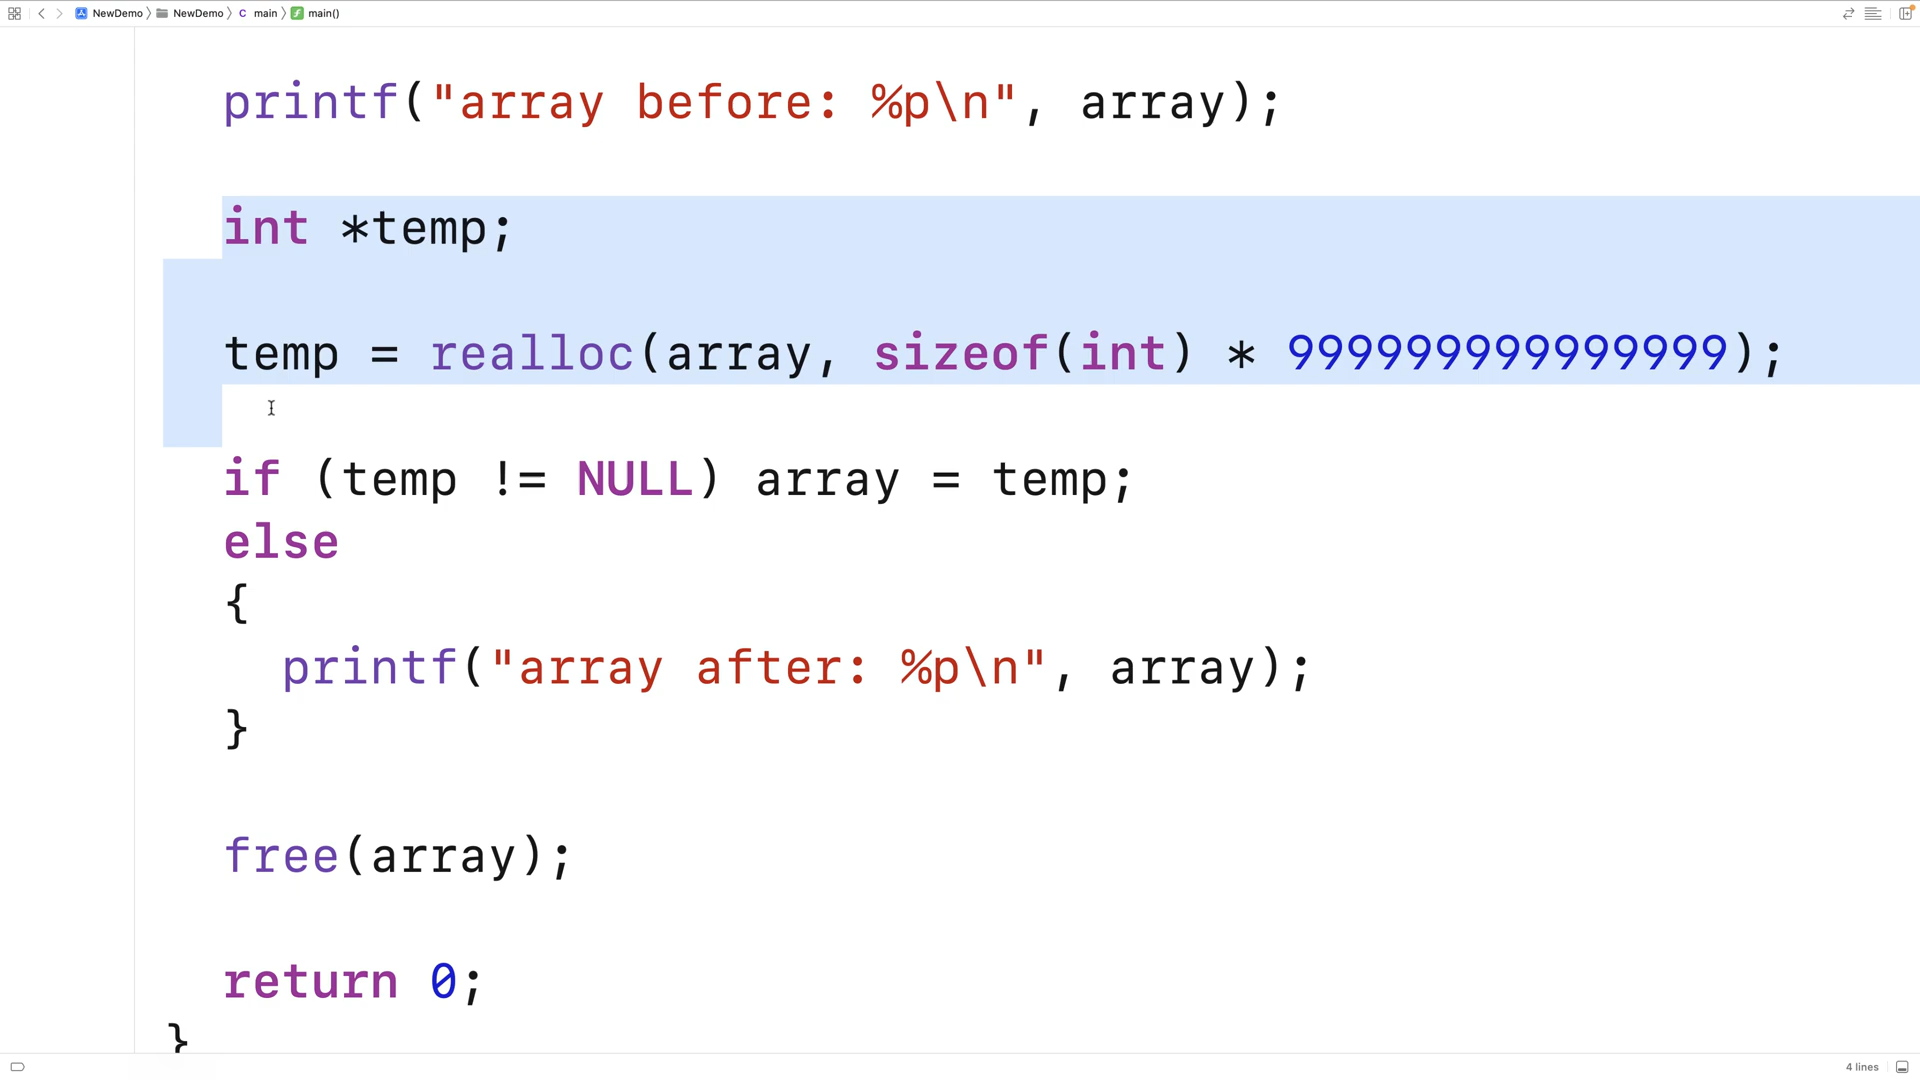 NewDemo 〉 NewDemo 〉 C main 〉 f main()
printf("array before: %p\n", array);
int *temp;
temp = realloc(array, sizeof(int) * 999999999999999);
if (temp != NULL) array = temp;
else
{
printf("array after: %p\n", array);
}
free(array);
return 0;
}
4 lines